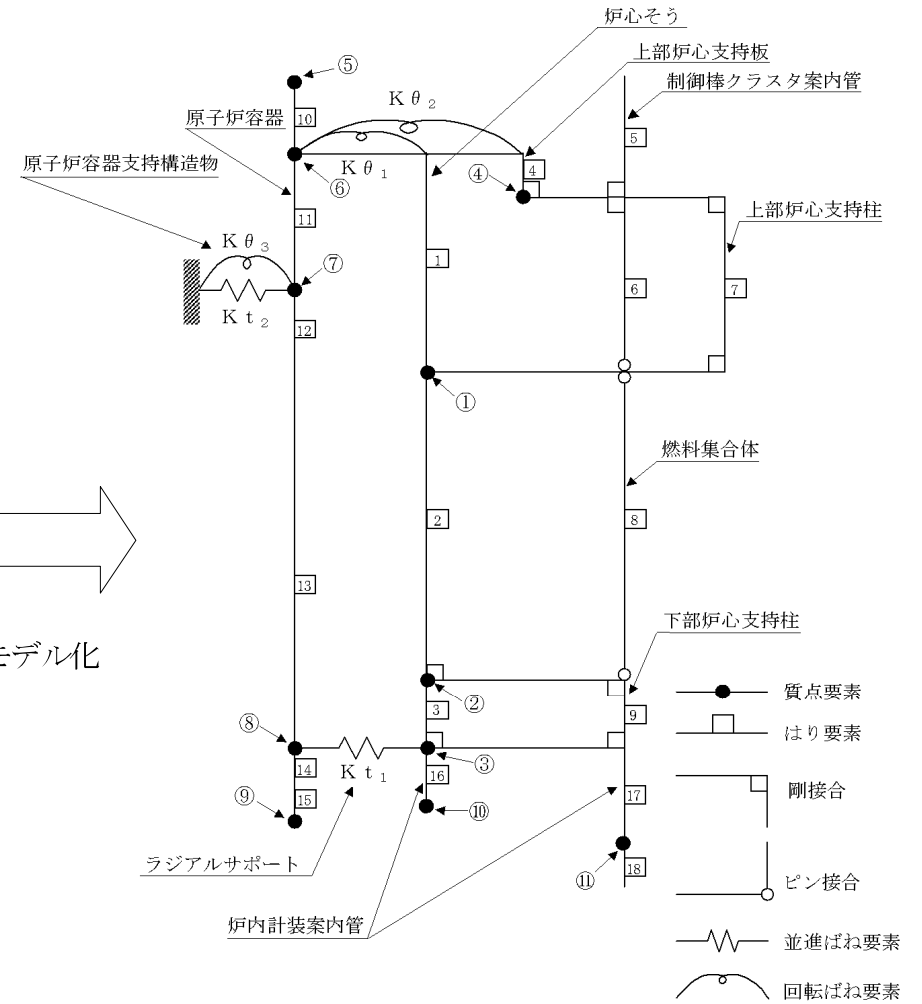 炉心そう
上部炉心支持板
制御棒クラスタ案内管
⑤
Kθ₂
10
5
原子炉容器
Kθ₁
⑥
④
4
原子炉容器支持構造物
上部炉心支持柱
11
Kθ₃
⑦
1
6
7
Kt₂
12
①
燃料集合体
2
8
13
下部炉心支持柱
モデル化
②
3
9
質点要素
⑧
はり要素
③
Kt₁
14
16
剛接合
⑨
15
17
⑩
ラジアルサポート
⑪
18
ピン接合
炉内計装案内管
並進ばね要素
回転ばね要素